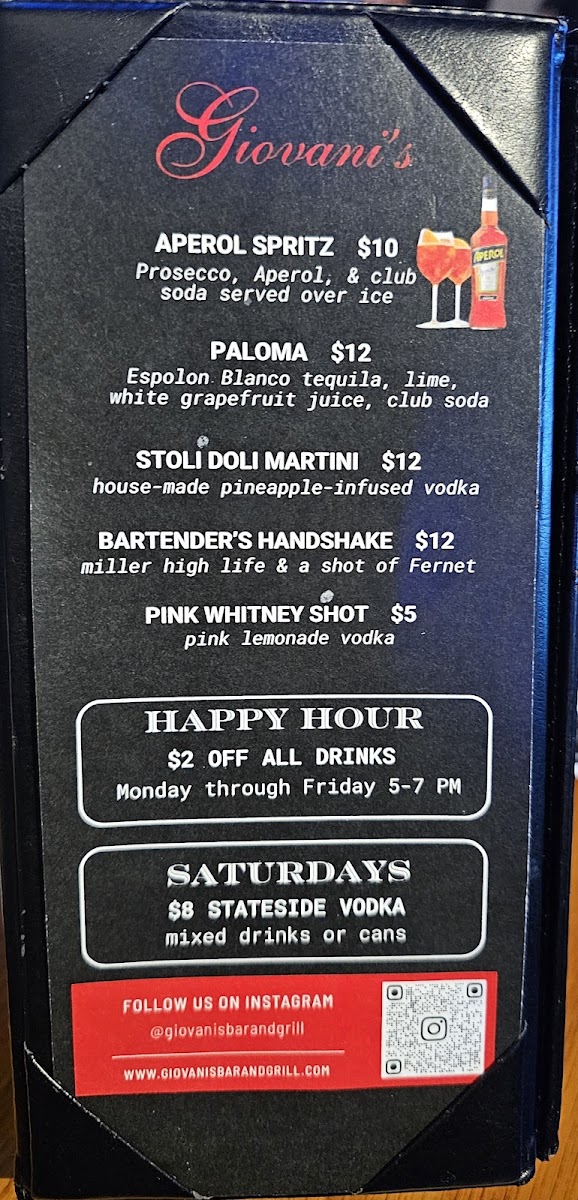 Giovani's
APEROL SPRITZ $10
Prosecco, Aperol, & club
soda served over ice
APEROL
PALOMA $12
Espolon Blanco tequila, lime,
white grapefruit juice, club soda
STOLI DOLI MARTINI $12
house-made pineapple-infused vodka
BARTENDER'S HANDSHAKE $12
miller high life & a shot of Fernet
PINK WHITNEY SHOT $5
pink lemonade vodka
HAPPY HOUR
$2 OFF ALL DRINKS
Monday through Friday 5-7 PM
SATURDAYS
$8 STATESIDE VODKA
mixed drinks or cans
FOLLOW US ON INSTAGRAM
@giovanisbarandgrill
WWW.GIOVANISBARANDGRILL.COM